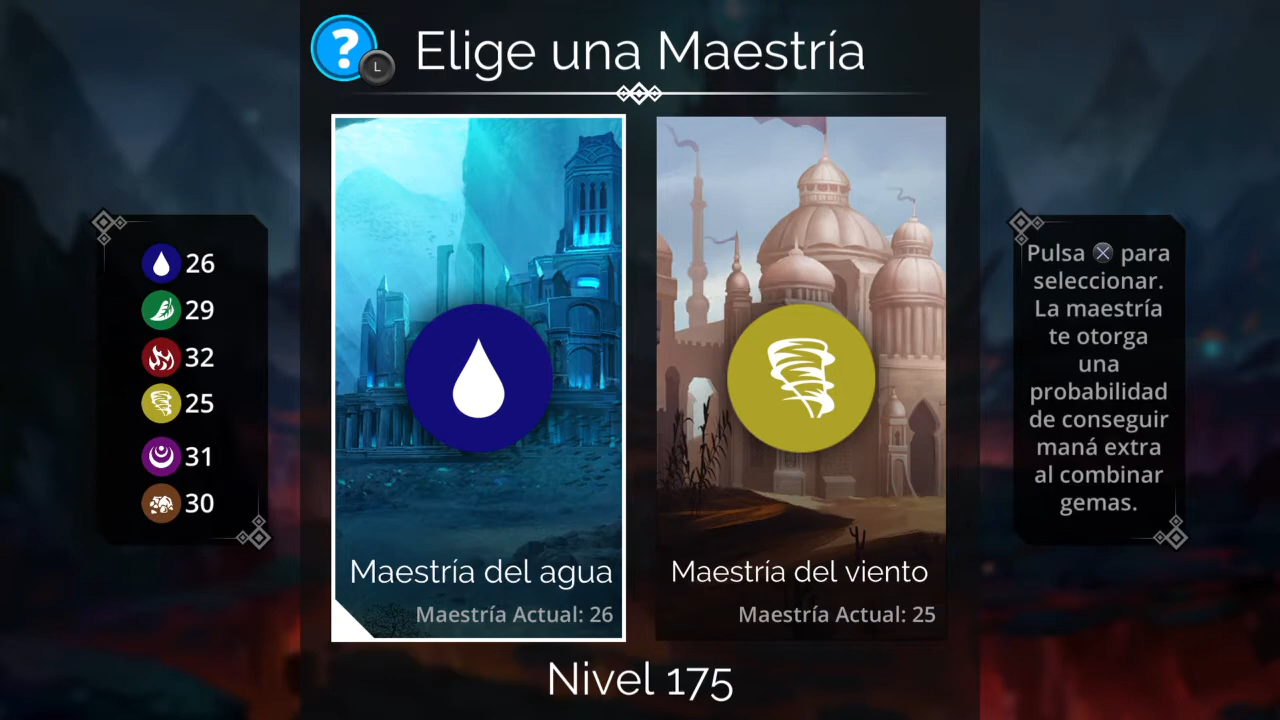 ?
L
Elige una Maestría
26
29
32
25
31
30
Maestría del agua
Maestría Actual: 26
Maestría del viento
Maestría Actual: 25
Pulsa ⓧ para
seleccionar.
La maestría
te otorga
una
probabilidad
de conseguir
maná extra
al combinar
gemas.
Nivel 175